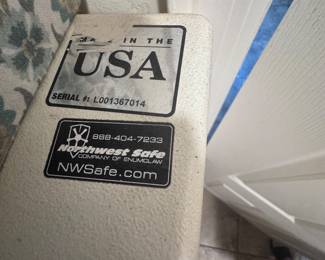 IN THE
USA
SERIAL #: L001367014
888-404-7233
Northwest Safe
COMPANY OF ENUMCLAW
NWSafe.com